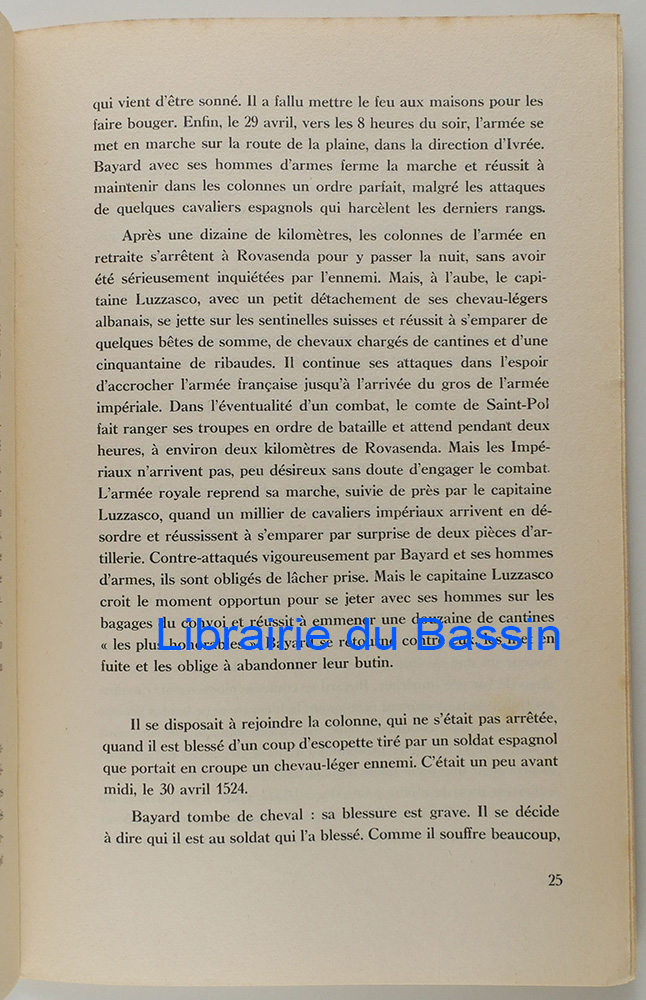 qui vient d'être sonné. Il a fallu mettre le feu aux maisons pour les
faire bouger. Enfin, le 29 avril, vers les 8 heures du soir, l'armée se
met en marche sur la route de la plaine, dans la direction d'Ivrée.
Bayard avec ses hommes d'armes ferme la marche et réussit à
maintenir dans les colonnes un ordre parfait, malgré les attaques
de quelques cavaliers espagnols qui harcèlent les derniers rangs.
Après une dizaine de kilomètres, les colonnes de l'armée en
retraite s'arrêtent à Rovasenda pour y passer la nuit, sans avoir
été sérieusement inquiétées par l'ennemi. Mais, à l'aube, le capi-
taine Luzzasco, avec un petit détachement de ses chevau-légers
albanais, se jette sur les sentinelles suisses et réussit à s'emparer de
quelques bêtes de somme, de chevaux chargés de cantines et d'une
cinquantaine de ribaudes. Il continue ses attaques dans l'espoir
d'accrocher l'armée française jusqu'à l'arrivée du gros de l'armée
impériale. Dans l'éventualité d'un combat, le comte de Saint-Pol
fait ranger ses troupes en ordre de bataille et attend pendant deux
heures, à environ deux kilomètres de Rovasenda. Mais les Impé-
riaux n'arrivent pas, peu désireux sans doute d'engager le combat.
L'armée royale reprend sa marche, suivie de près par le capitaine
Luzzasco, quand un millier de cavaliers impériaux arrivent en dé-
sordre et réussissent à s'emparer par surprise de deux pièces d'ar-
tillerie. Contre-attaqués vigoureusement par Bayard et ses hommes
d'armes, ils sont obligés de lâcher prise. Mais le capitaine Luzzasco
croit le moment opportun pour se jeter avec ses hommes sur les
bagages du convoi et réussit à emmener une douzaine de cantines
« les plus honorables » Bayard se retourne contre eux, les met en
fuite et les oblige à abandonner leur butin.
Librairie du Bassin
Il se disposait à rejoindre la colonne, qui ne s'était pas arrêtée,
quand il est blessé d'un coup d'escopette tiré par un soldat espagnol
que portait en croupe un chevau-léger ennemi. C'était un peu avant
midi, le 30 avril 1524.
Bayard tombe de cheval : sa blessure est grave. Il se décide
à dire qui il est au soldat qui l'a blessé. Comme il souffre beaucoup,
25